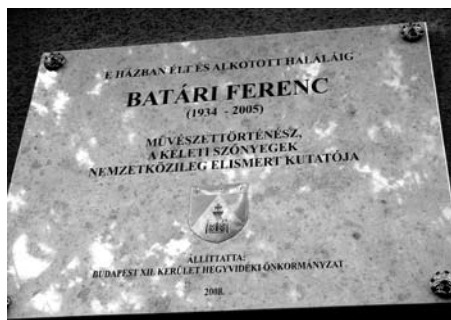 E HÁZBAN ÉLT ÉS ALKOTOTT HALÁLÁIG
BATÁRI FERENC
(1934 - 2005)
MŰVÉSZETTÖRTÉNÉSZ,
A KELETI SZŐNYEGEK
NEMZETKÖZILEG ELISMERT KUTATÓJA
ÁLLÍTTATTA:
BUDAPEST XII. KERÜLET HEGYVIDÉKI ÖNKORMÁNYZAT
2008.